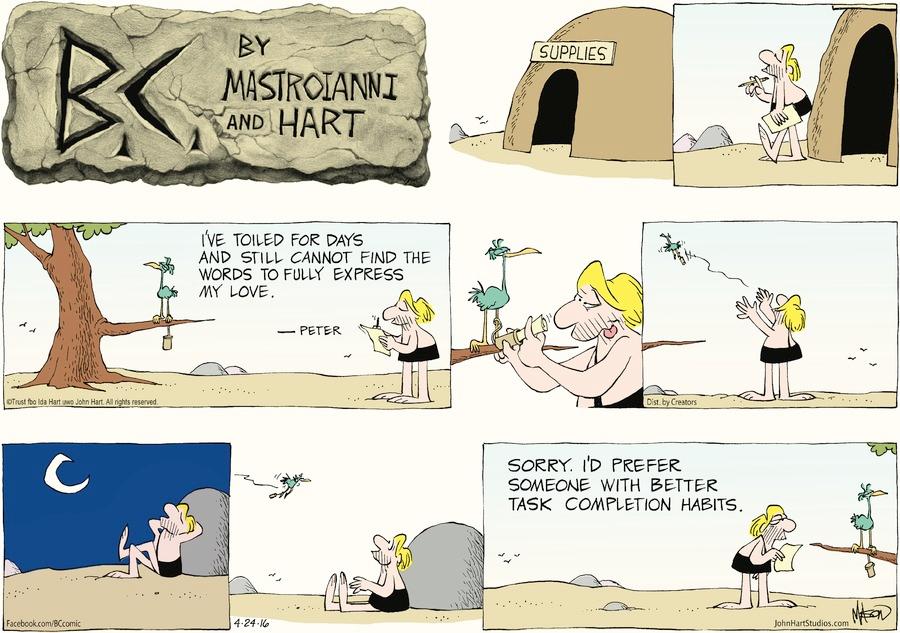 B.C.
BY
MASTROIANNI
AND HART
SUPPLIES
I'VE TOILED FOR DAYS
AND STILL CANNOT FIND THE
WORDS TO FULLY EXPRESS
MY LOVE.
— PETER
©Trust fbo Ida Hart uwo John Hart. All rights reserved.
Dist. by Creators
Facebook.com/BCcomic
4-24-16
SORRY. I'D PREFER
SOMEONE WITH BETTER
TASK COMPLETION HABITS.
MASON
JohnHartStudios.com